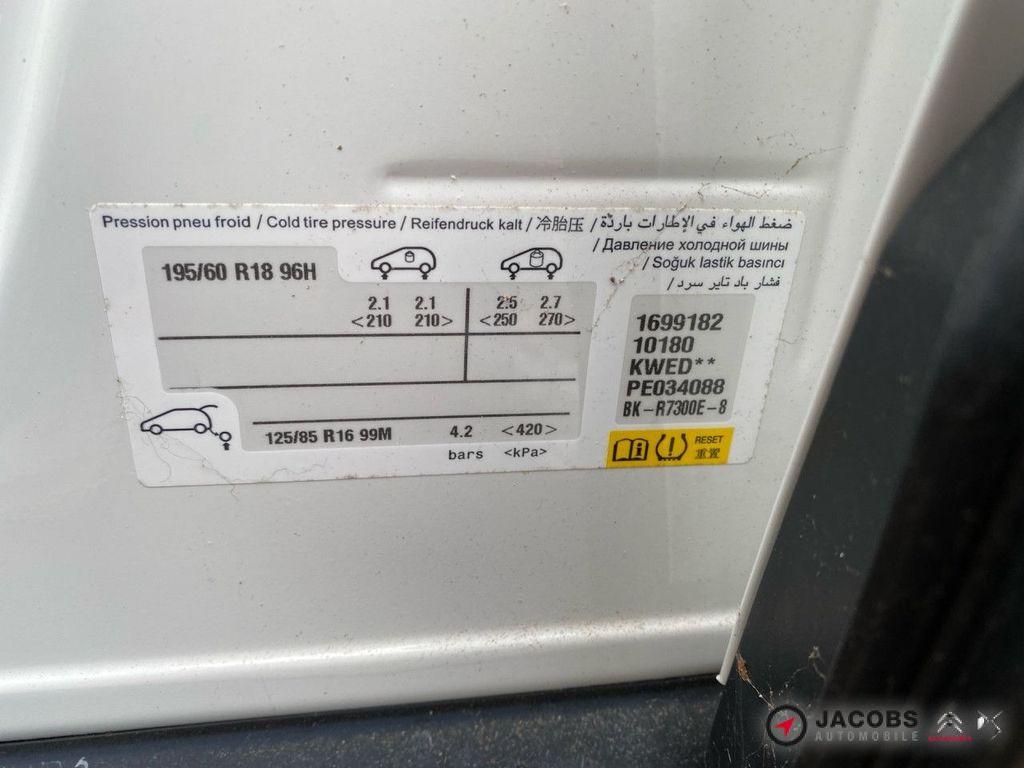 Pression pneu froid / Cold tire pressure / Reifendruck kalt / 冷胎压 / ضغط الهواء في الإطارات باردًة
/ Давление холодной шины
/ Soğuk lastik basıncı
/ فشار باد تایر سرد
195/60 R18 96H
2.1 2.1 2.5 2.7
<210 210> <250 270>
125/85 R16 99M 4.2 <420>
bars <kPa>
1699182
10180
KWED**
PE034088
BK-R7300E-8
RESET
重置
JACOBS
AUTOMOBILE